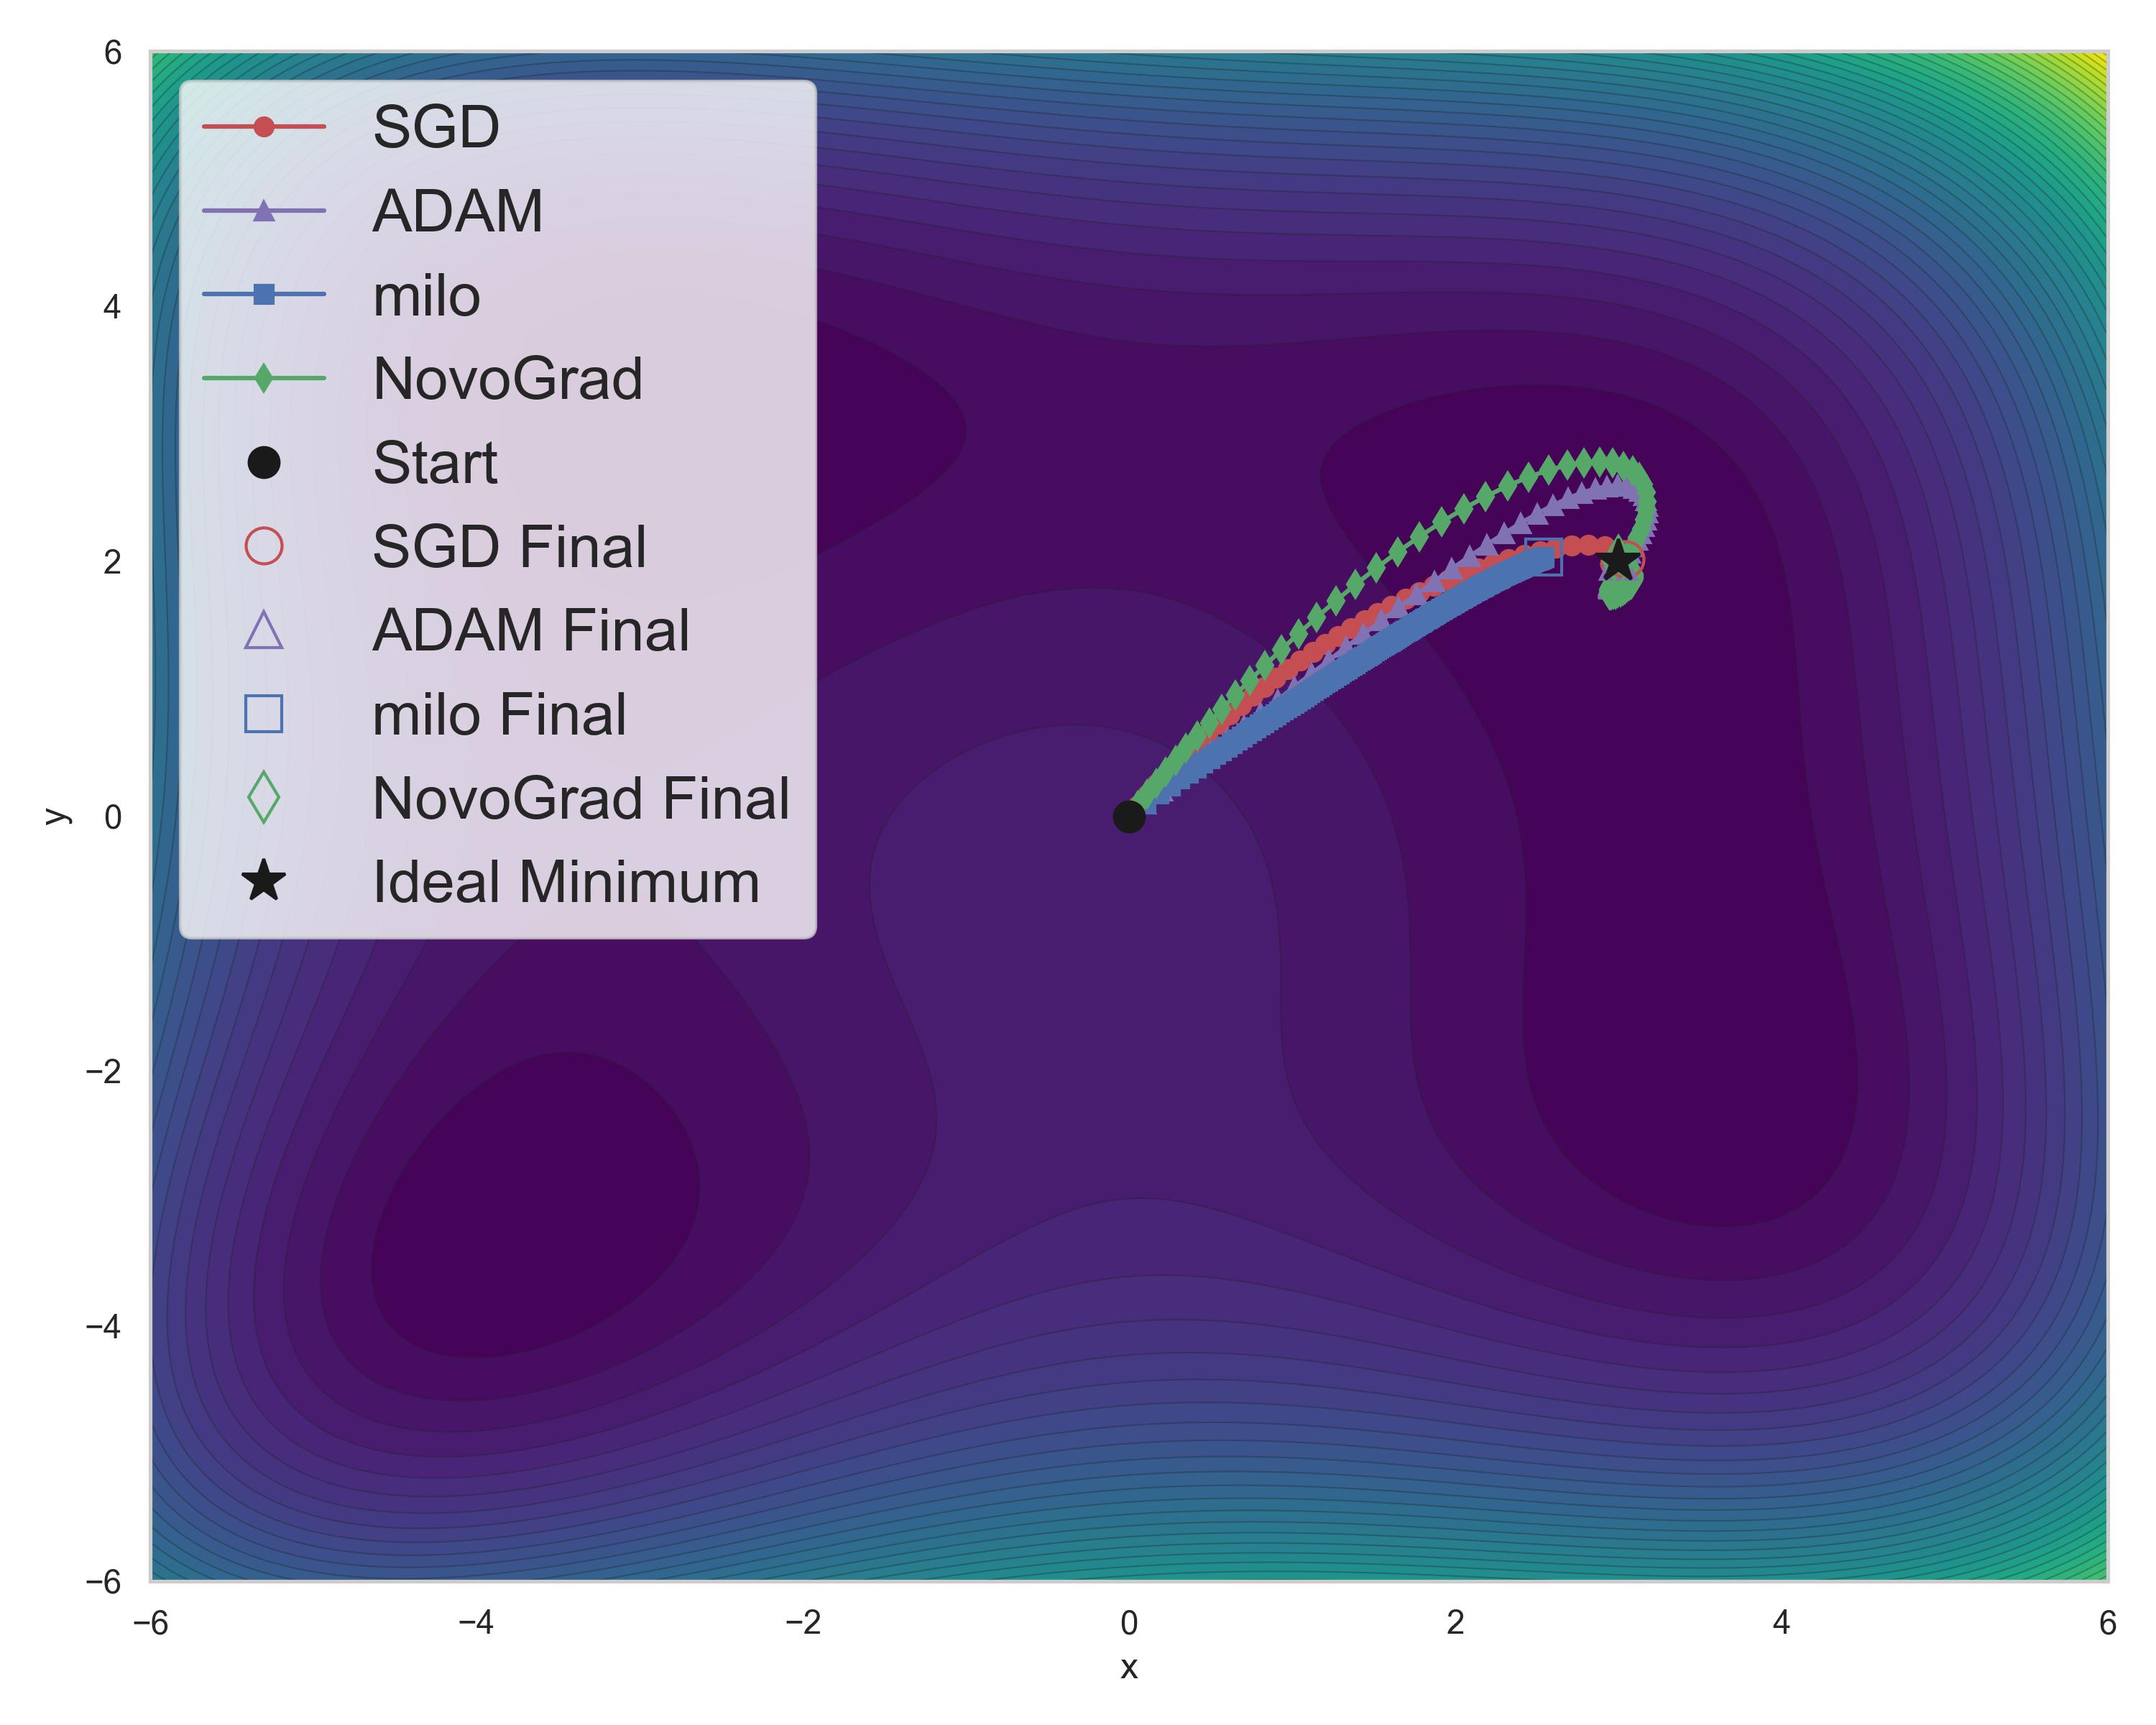 6
4
2
0
−2
−4
−6
y
SGD
ADAM
milo
NovoGrad
Start
SGD Final
ADAM Final
milo Final
NovoGrad Final
Ideal Minimum
−6 −4 −2 0 2 4 6
x